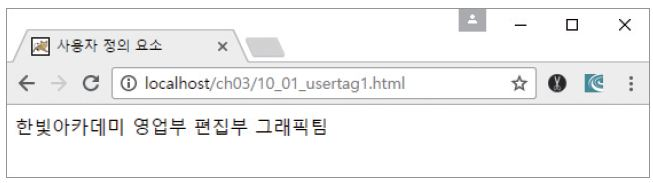 사용자 정의 요소
localhost/ch03/10_01_usertag1.html
한빛아카데미 영업부 편집부 그래픽팀